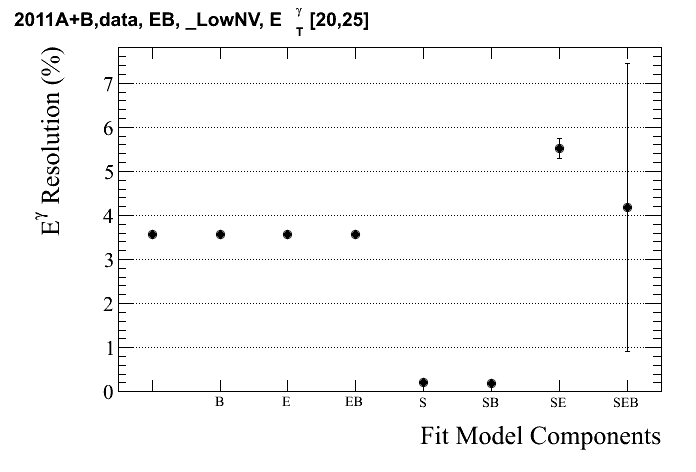 2011A+B,data, EB, _LowNV, E γ T [20,25]
E γ Resolution (%)
7
6
5
4
3
2
1
0
B E EB S SB SE SEB
Fit Model Components